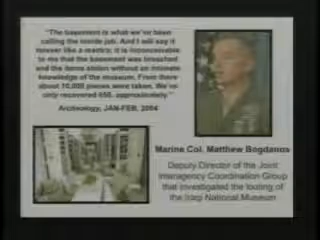 "The basement is what we've been
calling the inside job. And I will say it
forever like a mantra: it is inconceivable
to me that the basement was breached
and the items stolen without an intimate
knowledge of the museum. From there
about 10,000 pieces were taken. We've
only recovered 650, approximately."
Archaeology, JAN-FEB, 2004
Marine Col. Matthew Bogdanos
Deputy Director of the Joint
Interagency Coordination Group
that investigated the looting of
the Iraqi National Museum